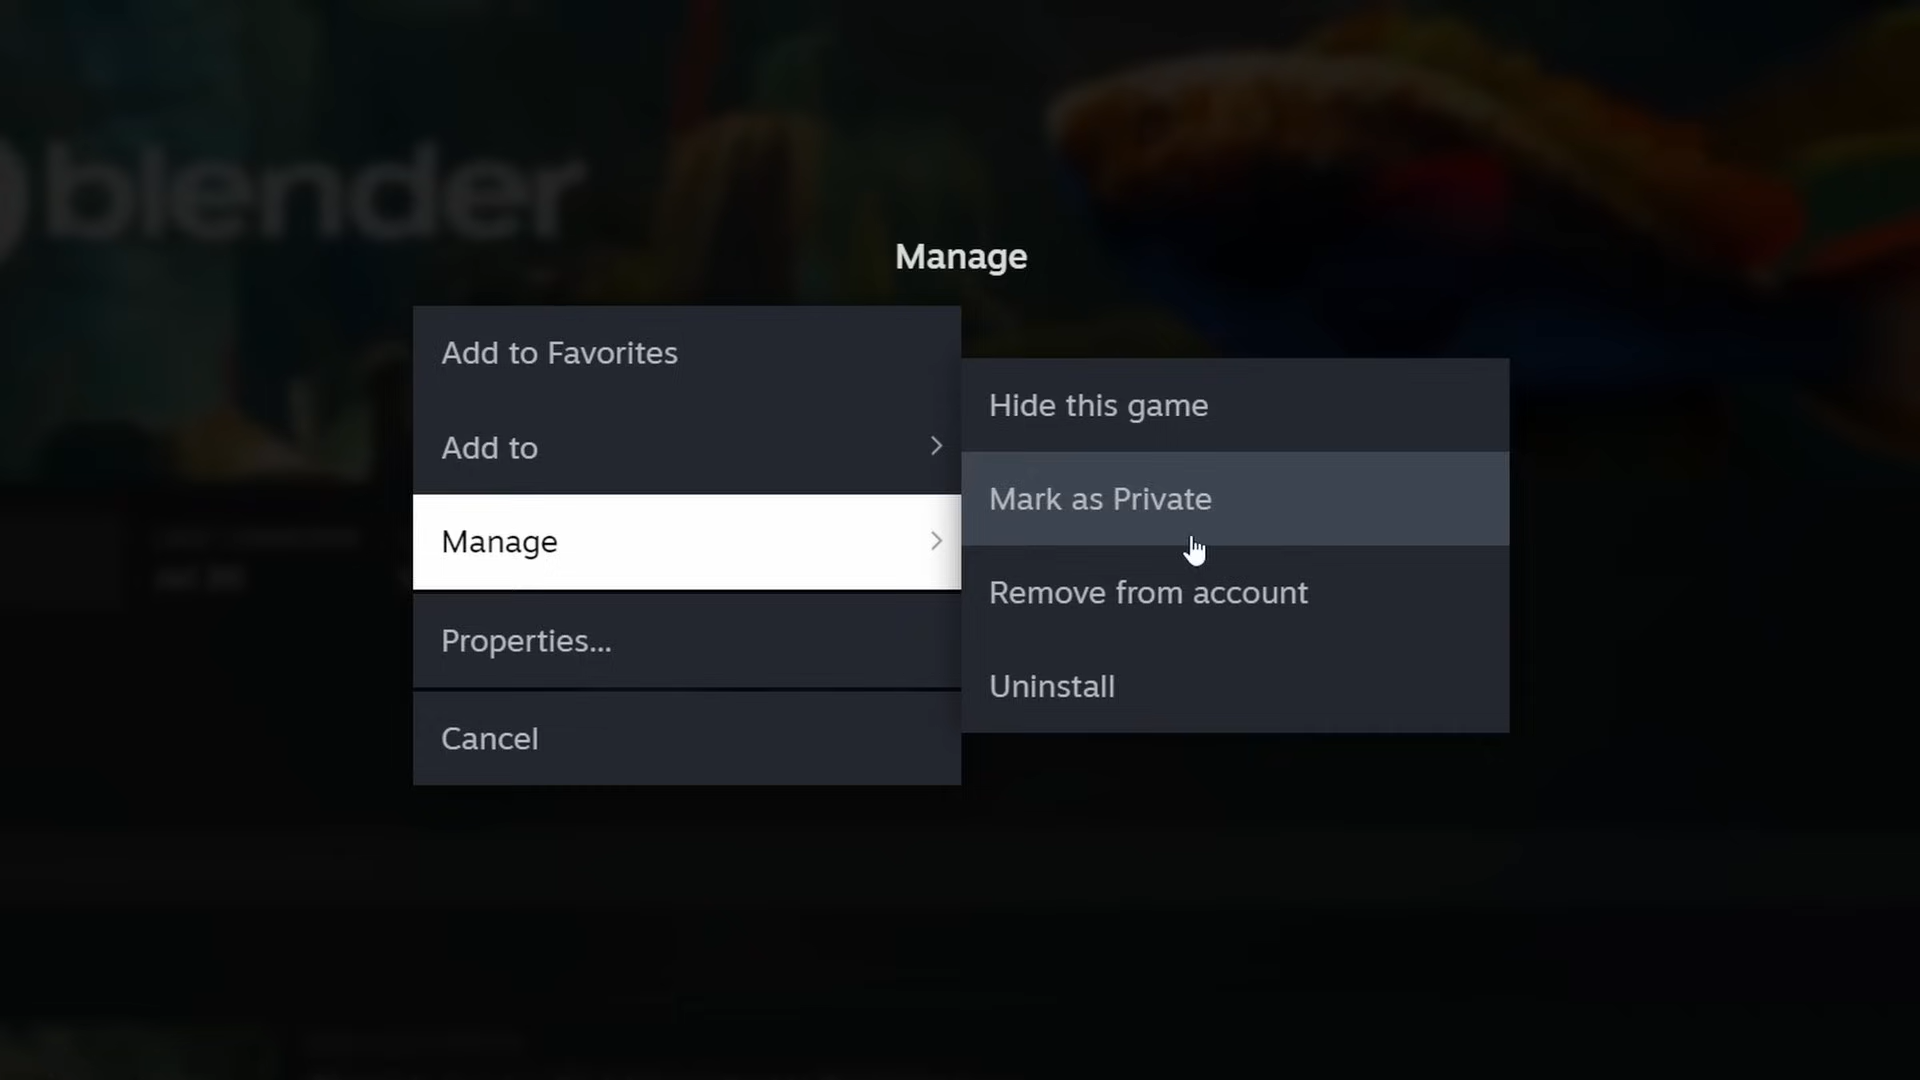 blender
Manage
Add to Favorites
Add to
Manage
Properties...
Cancel
Hide this game
Mark as Private
Remove from account
Uninstall